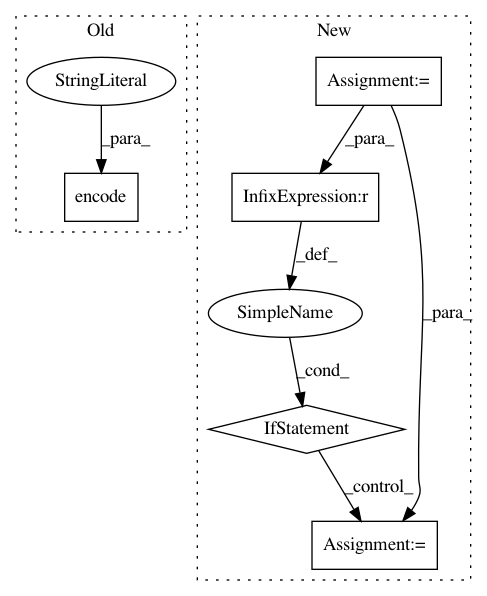 Old
New
StringLiteral
Assignment:=
_para_
_para_
encode
InfixExpression:r
_def_
_para_
SimpleName
_cond_
IfStatement
_control_
Assignment:=